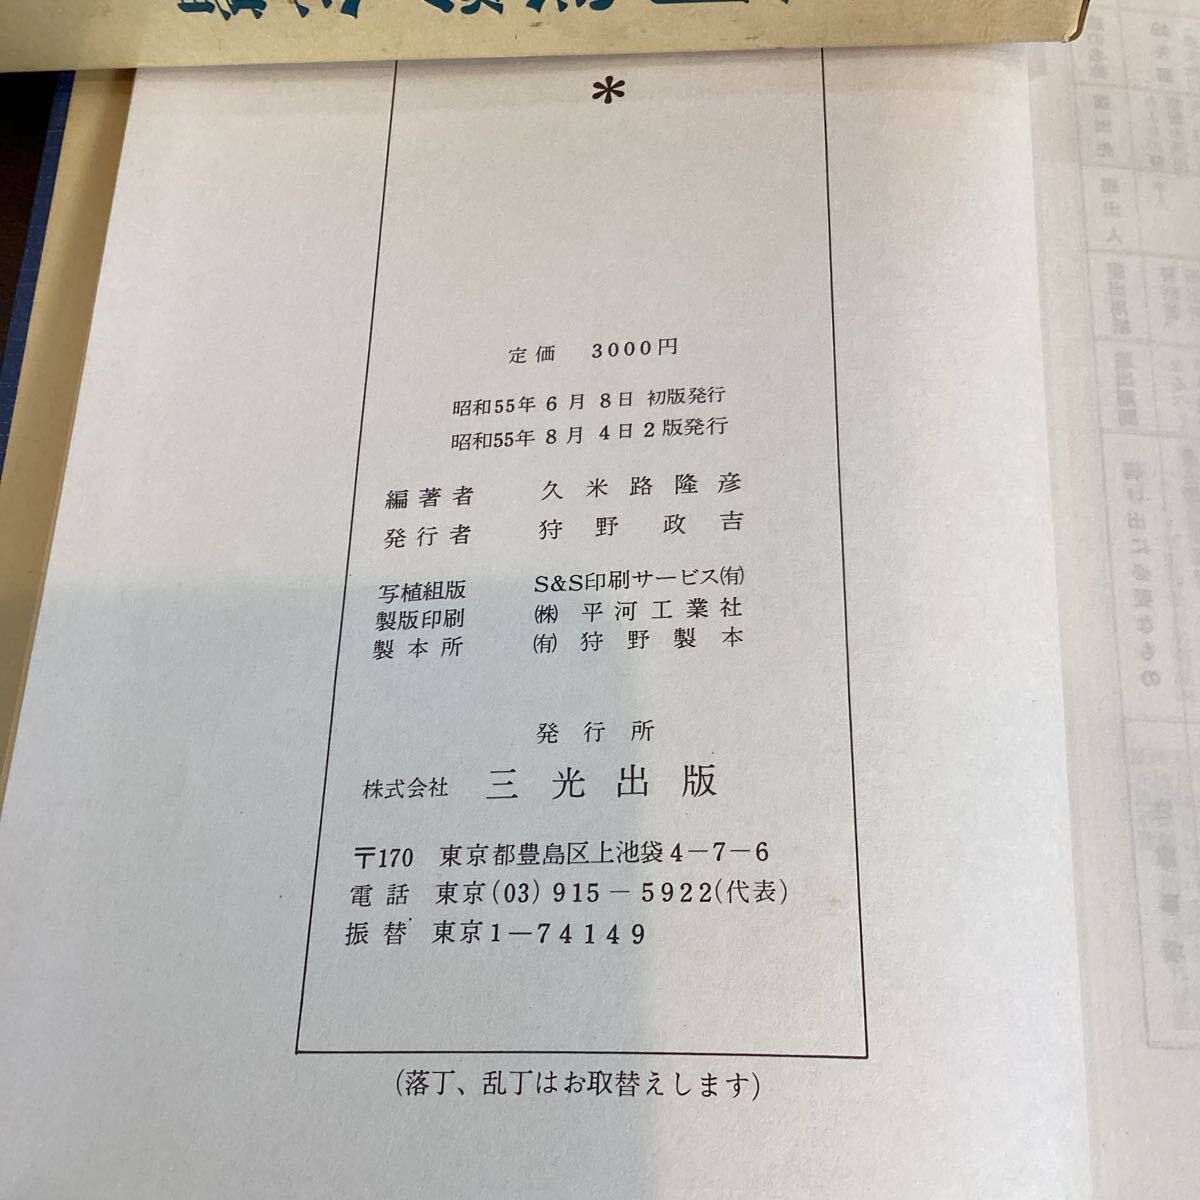 *
定価 3000円
昭和55年6月8日 初版発行
昭和55年8月4日2版発行
編著者 久米路隆彦
発行者 狩野政吉
写植組版 S&S印刷サービス㈲
製版印刷 ㈱平河工業社
製本所 ㈲狩野製本
発行所
株式会社 三光出版
〒170 東京都豊島区上池袋4-7-6
電話 東京(03)915-5922(代表)
振替 東京1-74149
(落丁、乱丁はお取替えします)